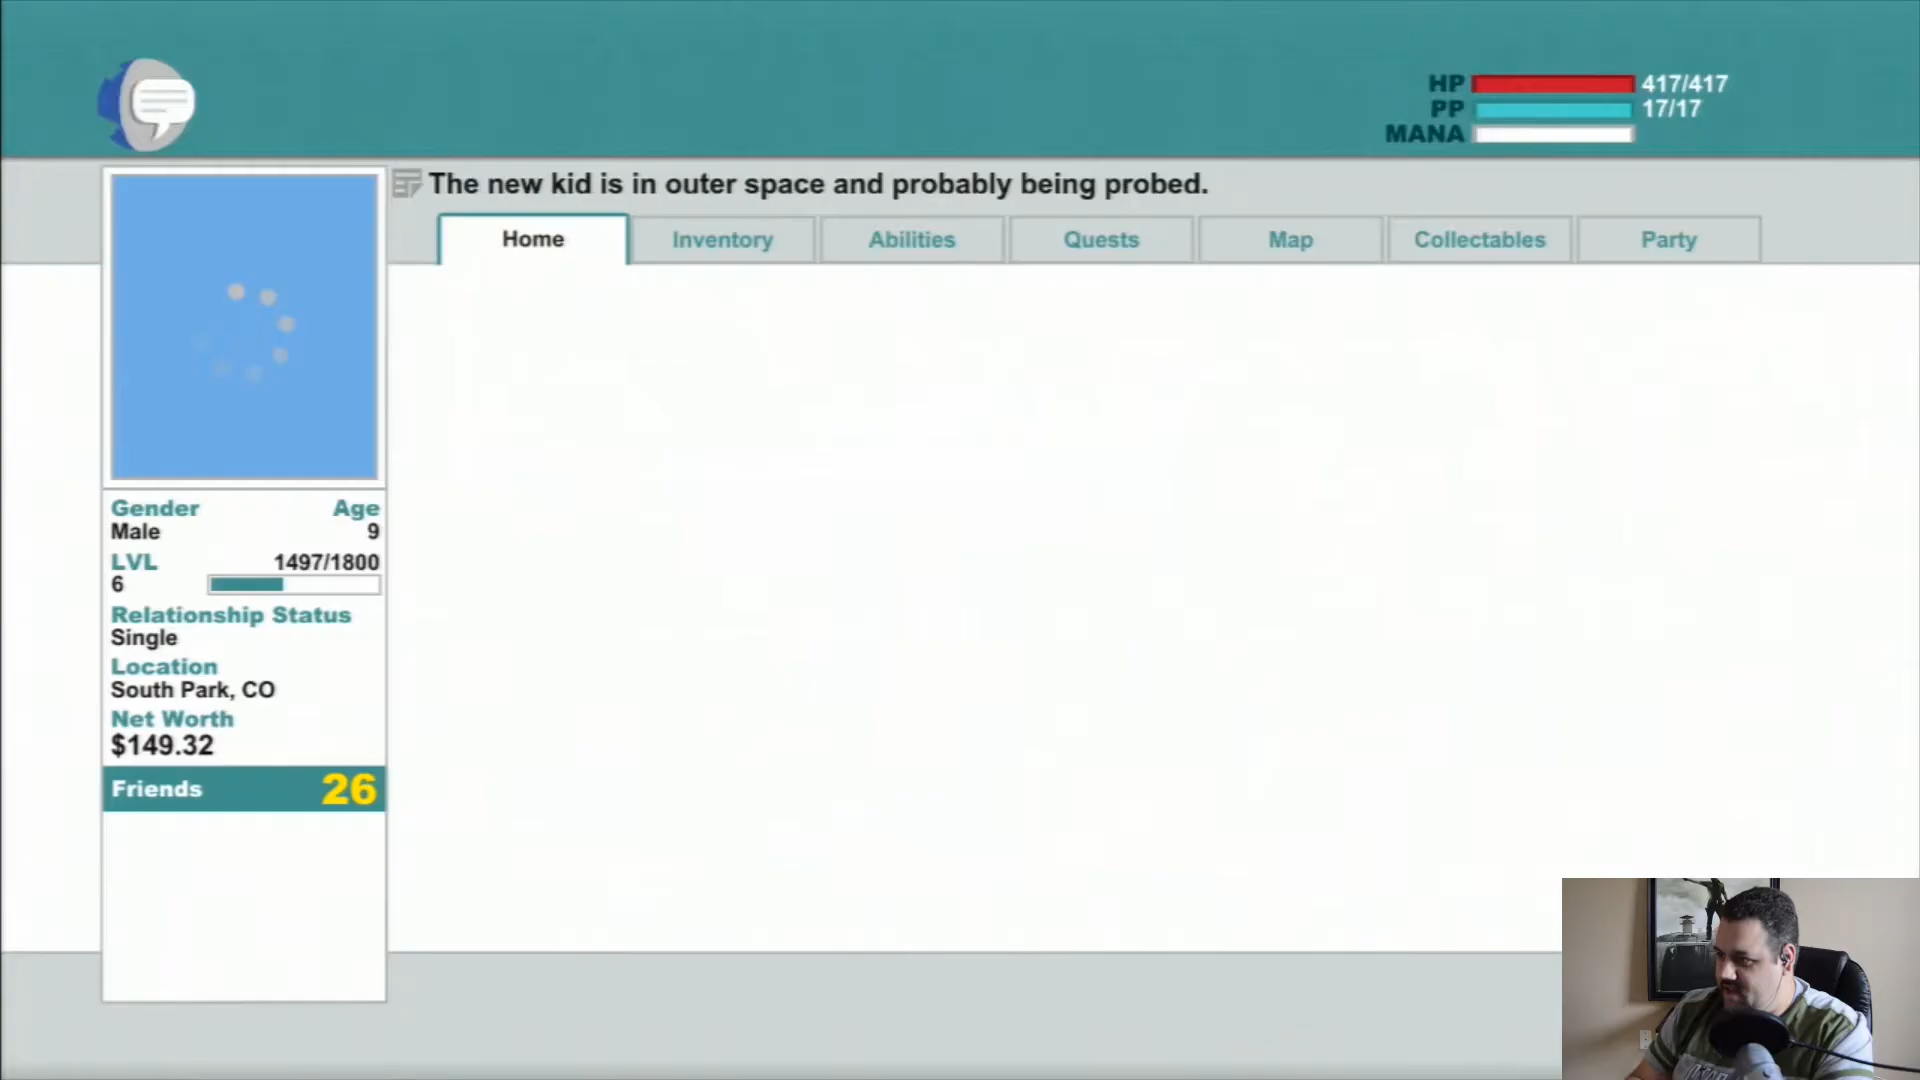 HP 417/417
PP 17/17
MANA
The new kid is in outer space and probably being probed.
Home Inventory Abilities Quests Map Collectables Party
Gender Age
Male 9
LVL 1497/1800
6
Relationship Status
Single
Location
South Park, CO
Net Worth
$149.32
Friends 26